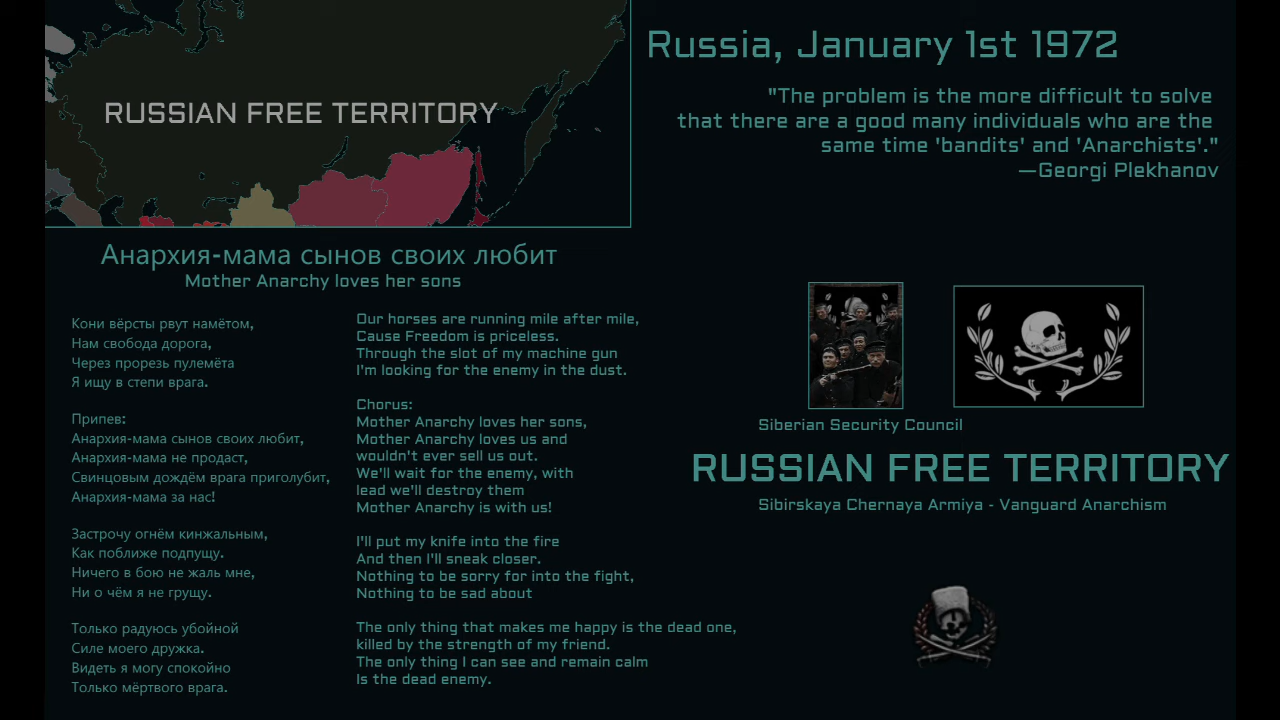 RUSSIAN FREE TERRITORY
Russia, January 1st 1972
"The problem is the more difficult to solve
that there are a good many individuals who are the
same time 'bandits' and 'Anarchists'."
—Georgi Plekhanov
Анархия-мама сынов своих любит
Mother Anarchy loves her sons
Кони вёрсты рвут намётом,
Нам свобода дорога,
Через прорезь пулемёта
Я ищу в степи врага.
Припев:
Анархия-мама сынов своих любит,
Анархия-мама не продаст,
Свинцовым дождём врага приголубит,
Анархия-мама за нас!
Застрочу огнём кинжальным,
Как поближе подпущу.
Ничего в бою не жаль мне,
Ни о чём я не грущу.
Только радуюсь убойной
Силе моего дружка.
Видеть я могу спокойно
Только мёртвого врага.
Our horses are running mile after mile,
Cause Freedom is priceless.
Through the slot of my machine gun
I'm looking for the enemy in the dust.
Chorus:
Mother Anarchy loves her sons,
Mother Anarchy loves us and
wouldn't ever sell us out.
We'll wait for the enemy, with
lead we'll destroy them
Mother Anarchy is with us!
I'll put my knife into the fire
And then I'll sneak closer.
Nothing to be sorry for into the fight,
Nothing to be sad about
The only thing that makes me happy is the dead one,
killed by the strength of my friend.
The only thing I can see and remain calm
Is the dead enemy.
Siberian Security Council
RUSSIAN FREE TERRITORY
Sibirskaya Chernaya Armiya - Vanguard Anarchism